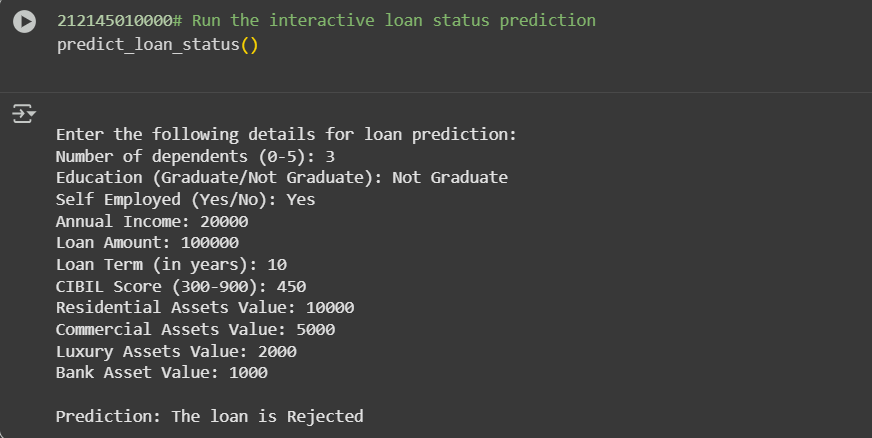 212145010000# Run the interactive loan status prediction
predict_loan_status()
Enter the following details for loan prediction:
Number of dependents (0-5): 3
Education (Graduate/Not Graduate): Not Graduate
Self Employed (Yes/No): Yes
Annual Income: 20000
Loan Amount: 100000
Loan Term (in years): 10
CIBIL Score (300-900): 450
Residential Assets Value: 10000
Commercial Assets Value: 5000
Luxury Assets Value: 2000
Bank Asset Value: 1000
Prediction: The loan is Rejected